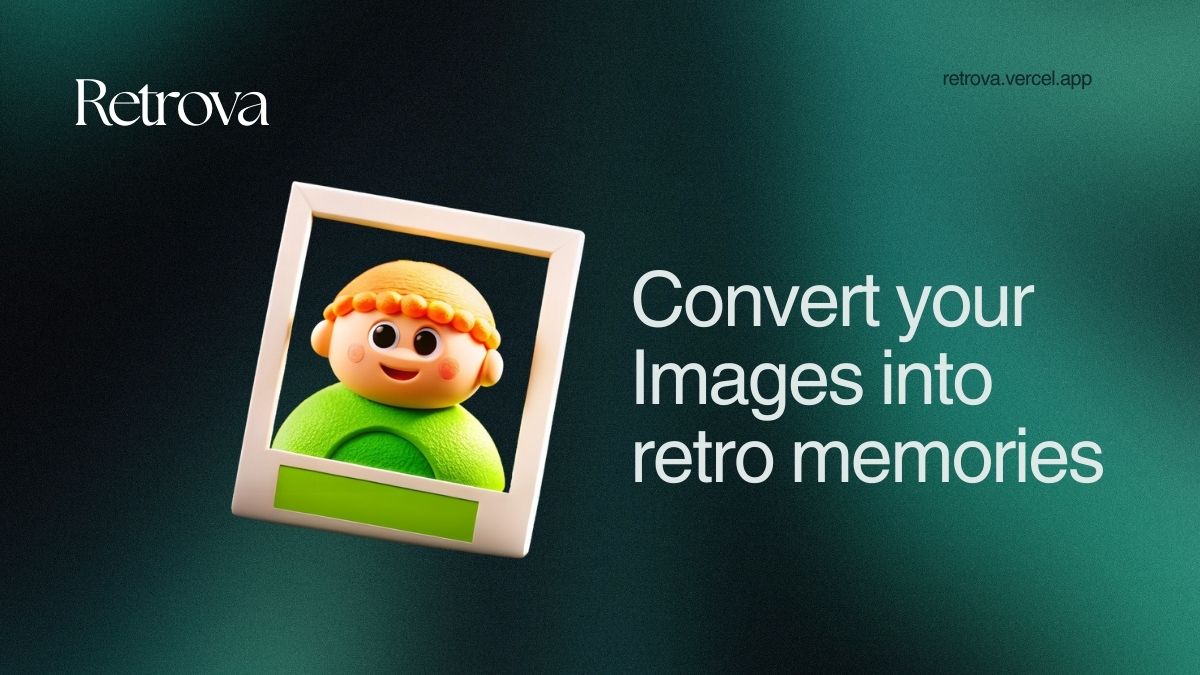 Retrova
retrova.vercel.app
Convert your
Images into
retro memories